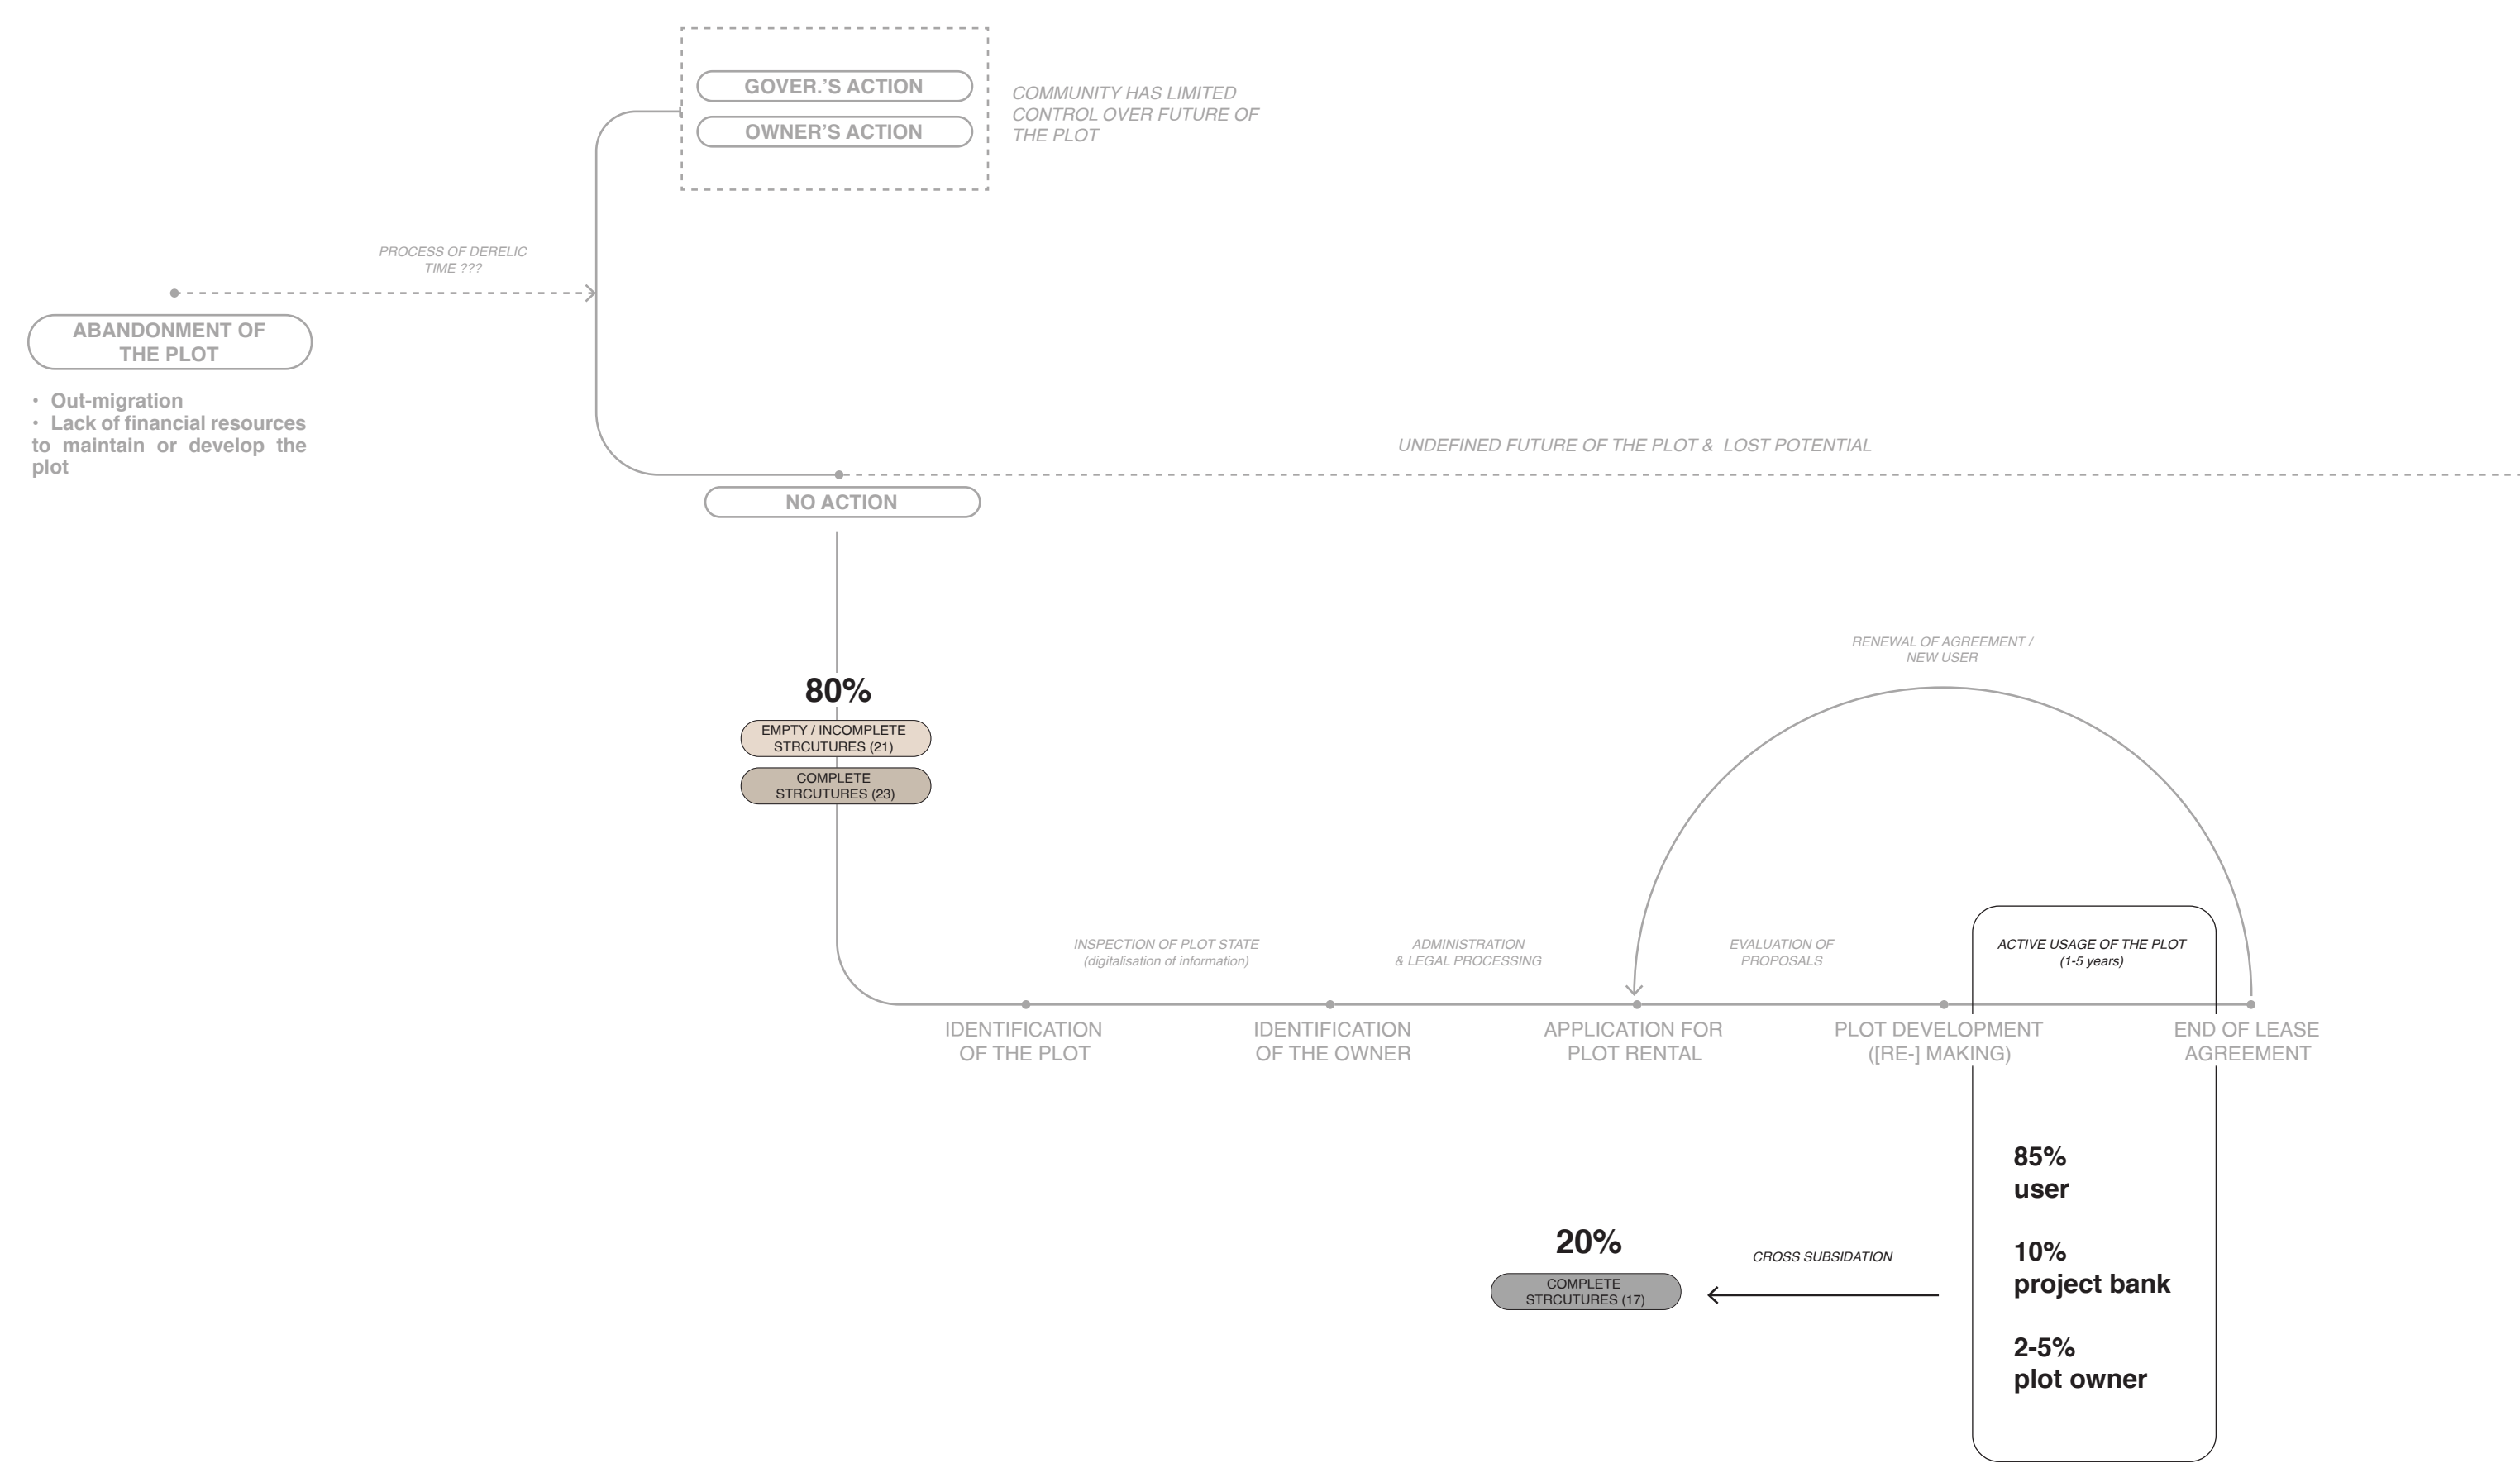 GOVER.'S ACTION
OWNER'S ACTION
COMMUNITY HAS LIMITED
CONTROL OVER FUTURE OF
THE PLOT
PROCESS OF DERELIC
TIME ???
ABANDONMENT OF
THE PLOT
• Out-migration
• Lack of financial resources
to maintain or develop the
plot
UNDEFINED FUTURE OF THE PLOT & LOST POTENTIAL
NO ACTION
80%
EMPTY / INCOMPLETE
STRCUTURES (21)
COMPLETE
STRCUTURES (23)
RENEWAL OF AGREEMENT /
NEW USER
INSPECTION OF PLOT STATE
(digitalisation of information)
ADMINISTRATION
& LEGAL PROCESSING
EVALUATION OF
PROPOSALS
ACTIVE USAGE OF THE PLOT
(1-5 years)
IDENTIFICATION
OF THE PLOT
IDENTIFICATION
OF THE OWNER
APPLICATION FOR
PLOT RENTAL
PLOT DEVELOPMENT
([RE-] MAKING)
END OF LEASE
AGREEMENT
85%
user
10%
project bank
2-5%
plot owner
CROSS SUBSIDATION
20%
COMPLETE
STRCUTURES (17)